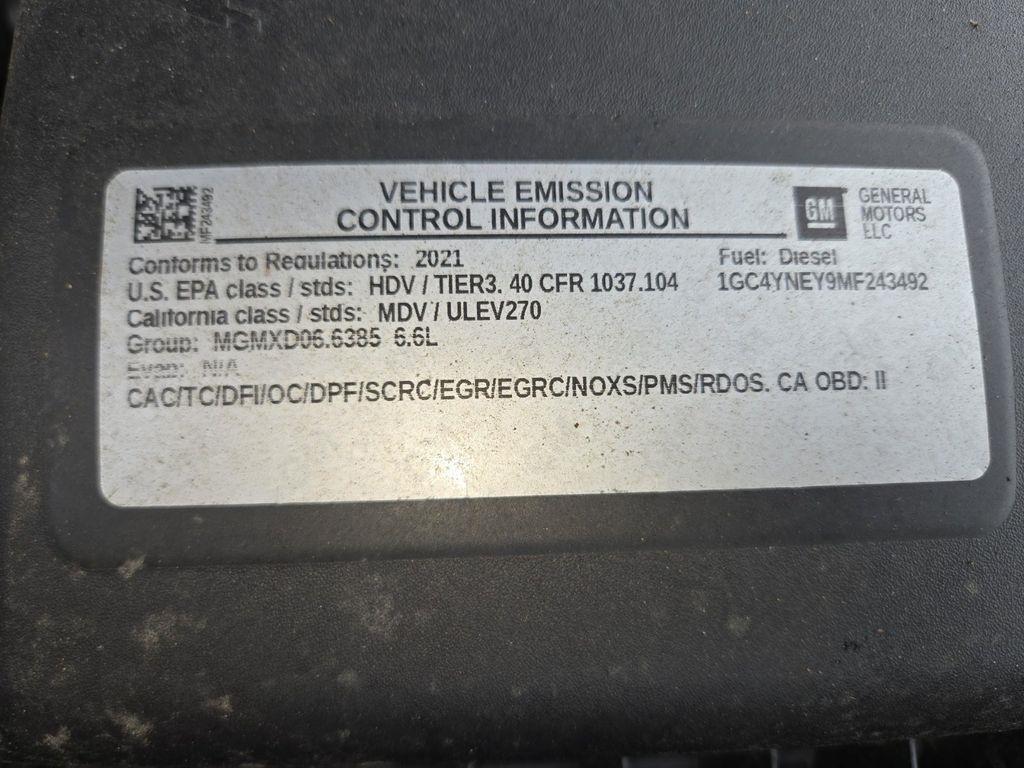 VEHICLE EMISSION
CONTROL INFORMATION
MF243492
GM
GENERAL
MOTORS
LLC
Conforms to Regulations: 2021
Fuel: Diesel
U.S. EPA class / stds: HDV / TIER3. 40 CFR 1037.104
1GC4YNEY9MF243492
California class / stds: MDV / ULEV270
Group: MGMXD06.6385 6.6L
Evap: N/A
CAC/TC/DFI/OC/DPF/SCRC/EGR/EGRC/NOXS/PMS/RDQS. CA OBD: II